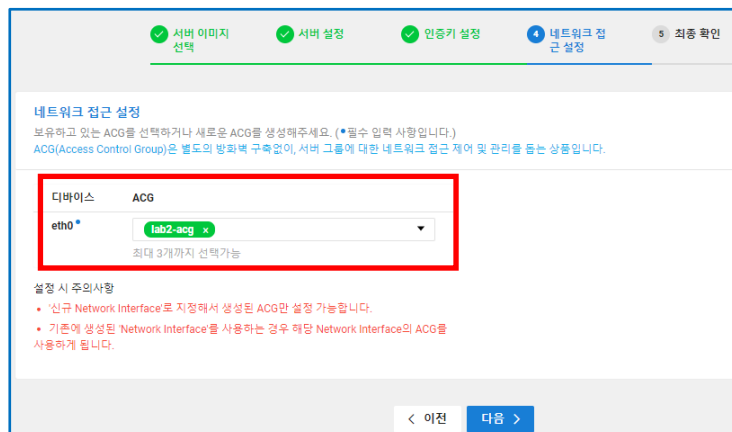 서버 이미지
선택
서버 설정
인증키 설정
4 네트워크 접
근 설정
5 최종 확인
네트워크 접근 설정
보유하고 있는 ACG를 선택하거나 새로운 ACG를 생성해주세요. (•필수 입력 사항입니다.)
ACG(Access Control Group)은 별도의 방화벽 구축없이, 서버 그룹에 대한 네트워크 접근 제어 및 관리를 돕는 상품입니다.
디바이스 ACG
eth0 •
lab2-acg x
최대 3개까지 선택가능
설정 시 주의사항
• '신규 Network Interface'로 지정해서 생성된 ACG만 설정 가능합니다.
• 기존에 생성된 'Network Interface'를 사용하는 경우 해당 Network Interface의 ACG를
사용하게 됩니다.
< 이전 다음 >